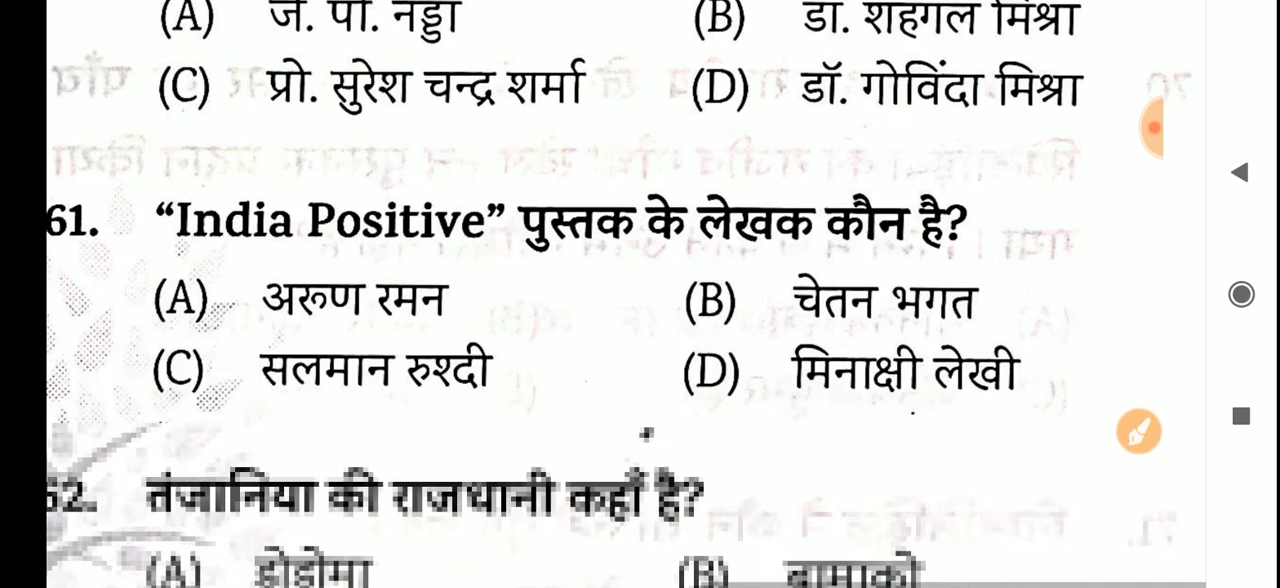 (A) जे. पी. नड्डा (B) डॉ. शहगल मिश्रा
(C) प्रो. सुरेश चन्द्र शर्मा (D) डॉ. गोविंदा मिश्रा
61. “India Positive” पुस्तक के लेखक कौन है?
(A) अरूण रमन (B) चेतन भगत
(C) सलमान रुश्दी (D) मिनाक्षी लेखी
62. तंजानिया की राजधानी कहाँ है?
(A) डोडोमा (B) बामाको